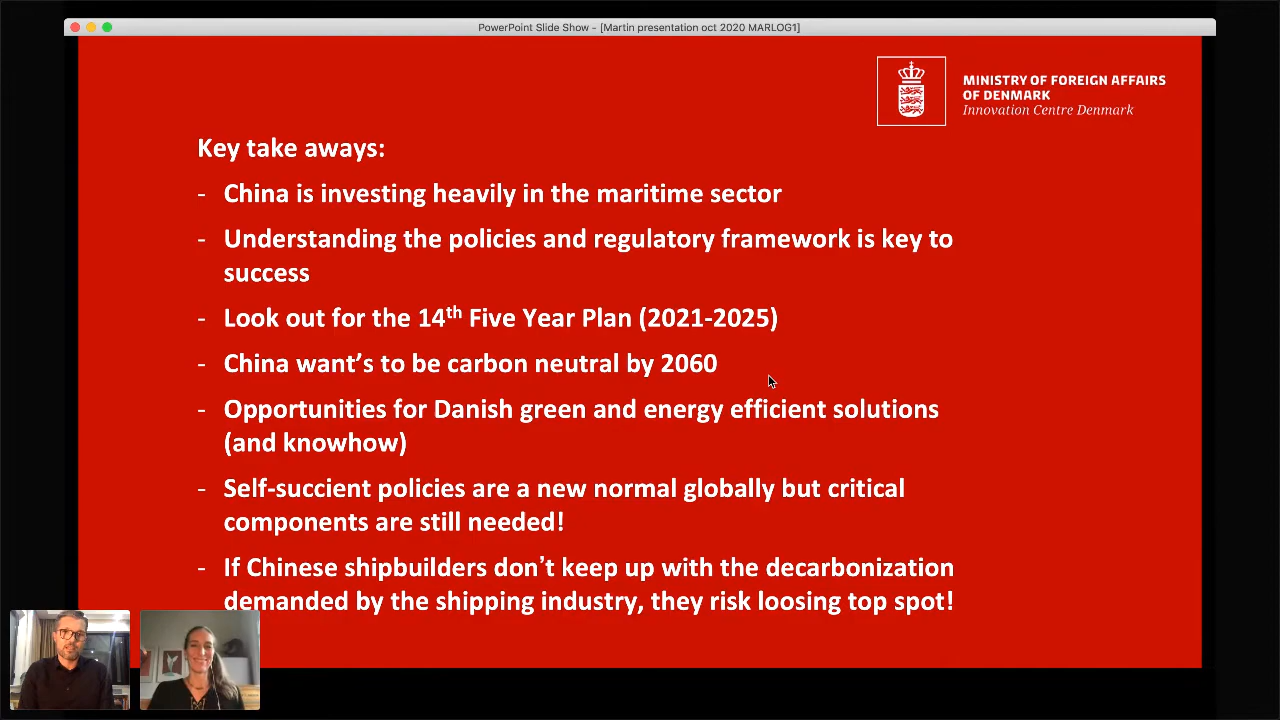 PowerPoint Slide Show - [Martin presentation oct 2020 MARLOG1]
MINISTRY OF FOREIGN AFFAIRS
OF DENMARK
Innovation Centre Denmark
Key take aways:
- China is investing heavily in the maritime sector
- Understanding the policies and regulatory framework is key to
success
- Look out for the 14th Five Year Plan (2021-2025)
- China want's to be carbon neutral by 2060
- Opportunities for Danish green and energy efficient solutions
(and knowhow)
- Self-succient policies are a new normal globally but critical
components are still needed!
- If Chinese shipbuilders don't keep up with the decarbonization
demanded by the shipping industry, they risk loosing top spot!